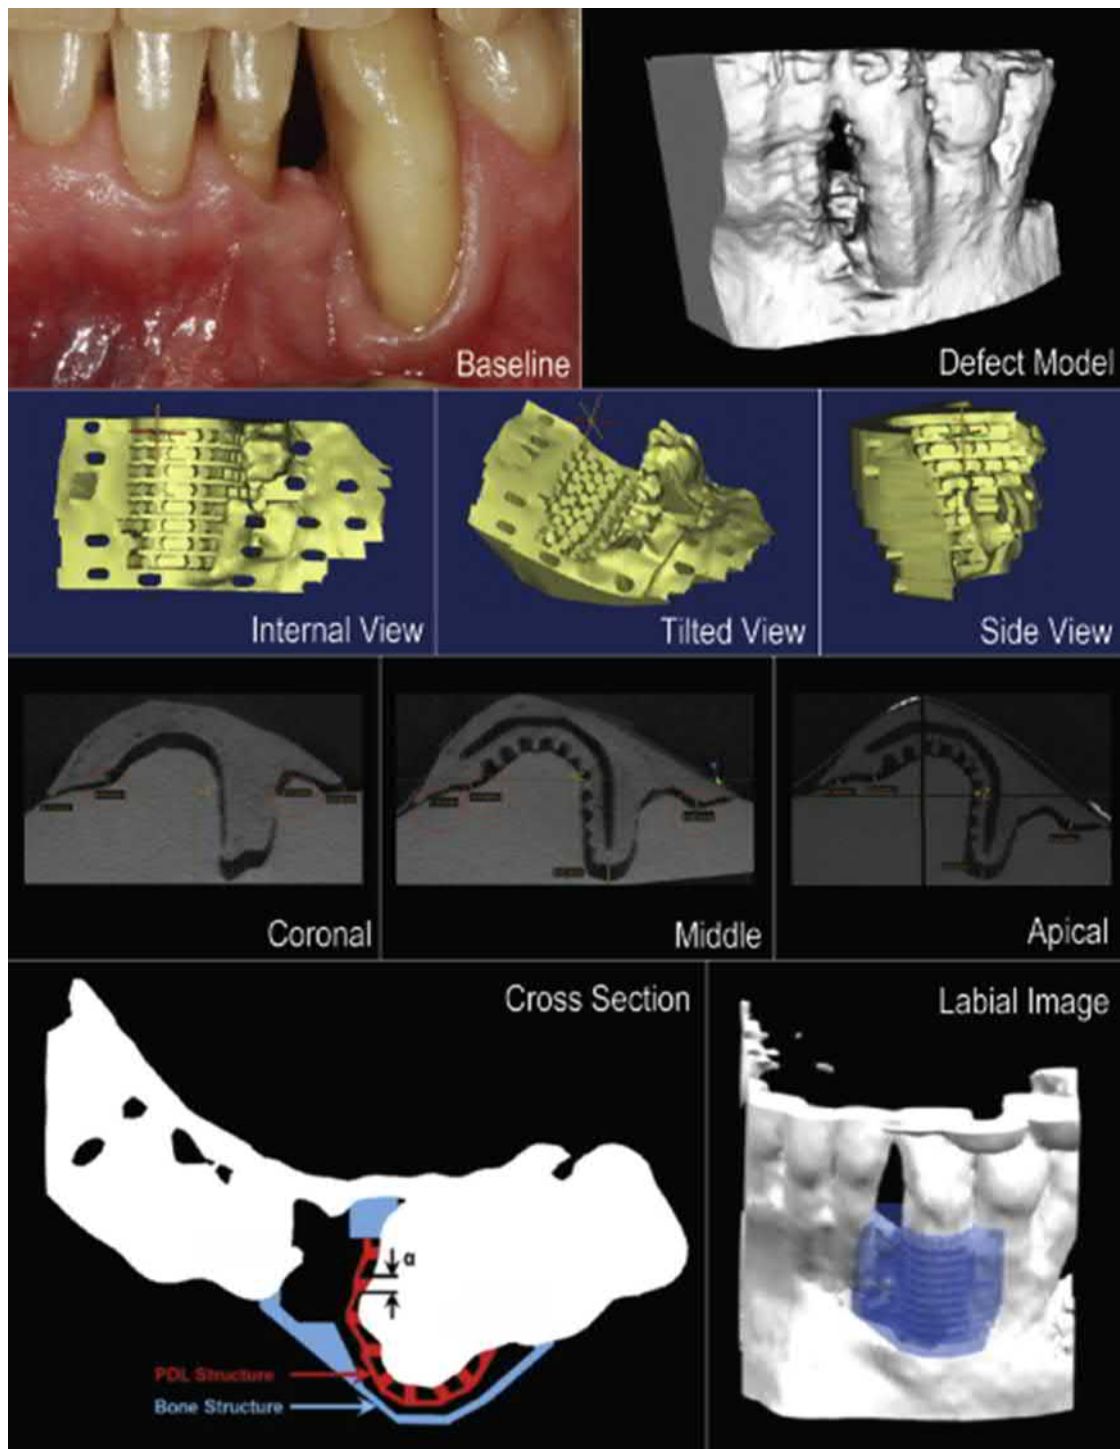 Baseline
Defect Model
Internal View
Tilted View
Side View
Coronal
Middle
Apical
Cross Section
Labial Image
α
PDL Structure
Bone Structure